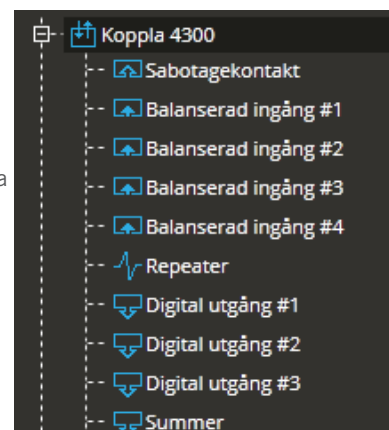 Koppla 4300
Sabotagekontakt
Balanserad ingång #1
Balanserad ingång #2
a
Balanserad ingång #3
Balanserad ingång #4
Repeater
Digital utgång #1
Digital utgång #2
Digital utgång #3
Summer